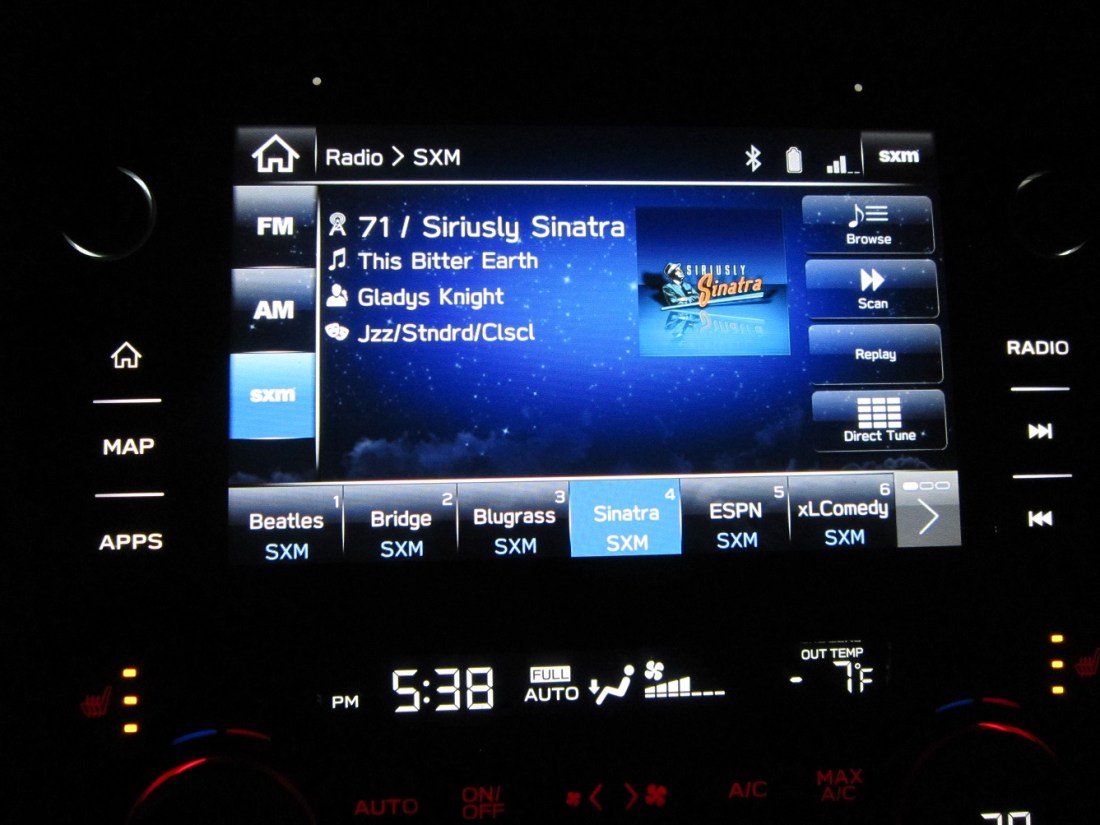 Radio > SXM
sxm
FM
AM
sxm
71 / Siriusly Sinatra
This Bitter Earth
Gladys Knight
Jzz/Stndrd/Clscl
SIRIUSLY
Sinatra
Browse
Scan
Replay
Direct Tune
1
Beatles
SXM
2
Bridge
SXM
3
Blugrass
SXM
4
Sinatra
SXM
5
ESPN
SXM
6
xLComedy
SXM
MAP
APPS
RADIO
PM 5:38
FULL
AUTO
OUT TEMP
-7°F
AUTO
ON/
OFF
A/C
MAX
A/C